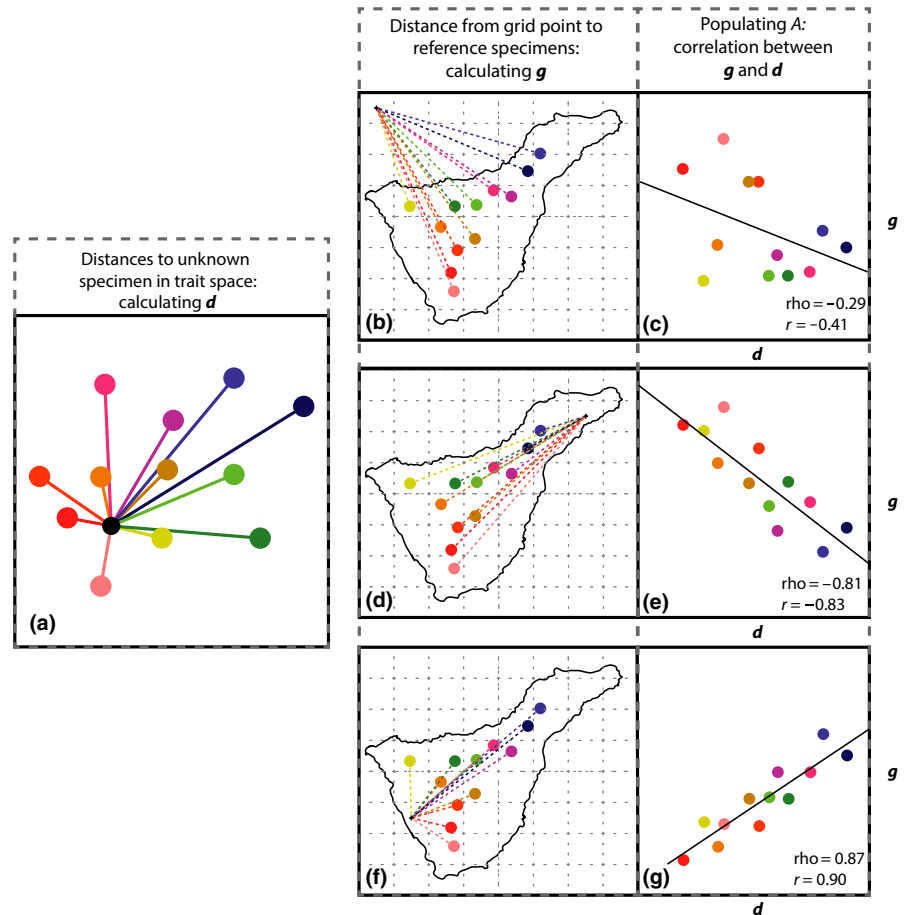 Distance from grid point to
reference specimens:
calculating g
Populating A:
correlation between
g and d
Distances to unknown
specimen in trait space:
calculating d
(a)
(b)
(c)
rho = −0.29
r = −0.41
g
d
(d)
(e)
rho = −0.81
r = −0.83
g
d
(f)
(g)
rho = 0.87
r = 0.90
g
d